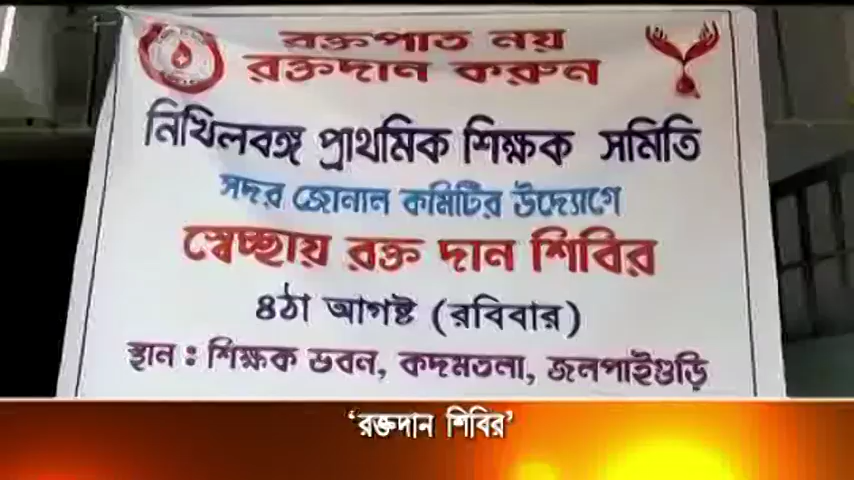 রক্তপাত নয়
রক্তদান করুন
নিখিলবঙ্গ প্রাথমিক শিক্ষক সমিতি
সদর জোনাল কমিটির উদ্যোগে
স্বেচ্ছায় রক্ত দান শিবির
৪ঠা আগষ্ট (রবিবার)
স্থান : শিক্ষক ভবন, কদমতলা, জলপাইগুড়ি
‘রক্তদান শিবির’